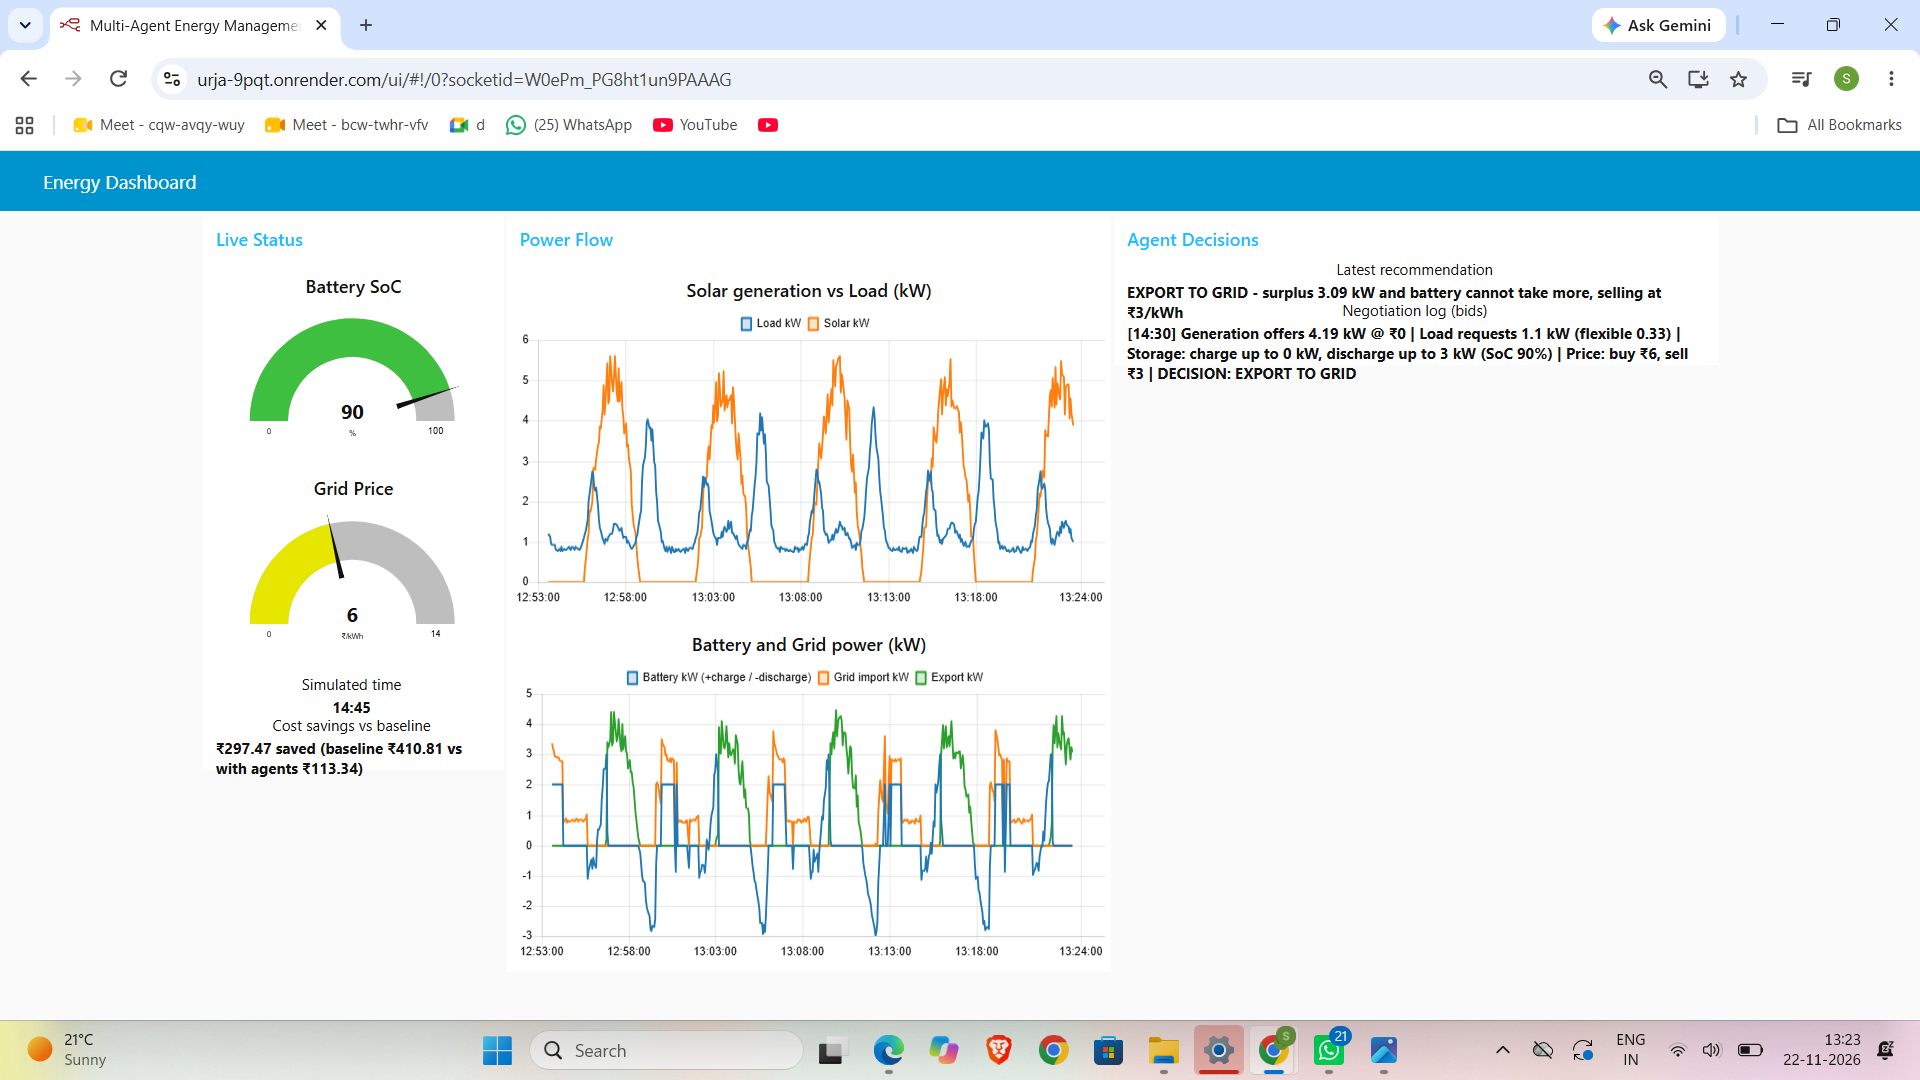 Multi-Agent Energy Manageme
Ask Gemini
urja-9pqt.onrender.com/ui/#!/0?socketid=W0ePm_PG8ht1un9PAAAG
S
Meet - cqw-avqy-wuy
Meet - bcw-twhr-vfv
d
(25) WhatsApp
YouTube
All Bookmarks
Energy Dashboard
Live Status
Battery SoC
90
%
0
100
Grid Price
6
₹/kWh
0
14
Simulated time
14:45
Cost savings vs baseline
₹297.47 saved (baseline ₹410.81 vs
with agents ₹113.34)
Power Flow
Solar generation vs Load (kW)
Load kW
Solar kW
6
5
4
3
2
1
0
12:53:00
12:58:00
13:03:00
13:08:00
13:13:00
13:18:00
13:24:00
Battery and Grid power (kW)
Battery kW (+charge / -discharge)
Grid import kW
Export kW
5
4
3
2
1
0
-1
-2
-3
12:53:00
12:58:00
13:03:00
13:08:00
13:13:00
13:18:00
13:24:00
Agent Decisions
Latest recommendation
EXPORT TO GRID - surplus 3.09 kW and battery cannot take more, selling at
₹3/kWh
Negotiation log (bids)
[14:30] Generation offers 4.19 kW @ ₹0 | Load requests 1.1 kW (flexible 0.33) |
Storage: charge up to 0 kW, discharge up to 3 kW (SoC 90%) | Price: buy ₹6, sell
₹3 | DECISION: EXPORT TO GRID
21°C
Sunny
Search
S
21
ENG
IN
13:23
22-11-2026